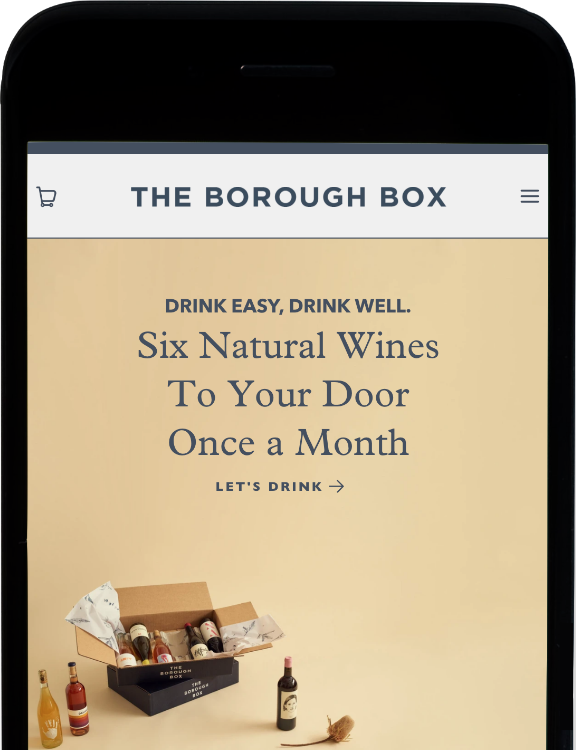 THE BOROUGH BOX
DRINK EASY, DRINK WELL.
Six Natural Wines
To Your Door
Once a Month
LET'S DRINK →
THE
BOROUGH
BOX
THE
BOROUGH
BOX